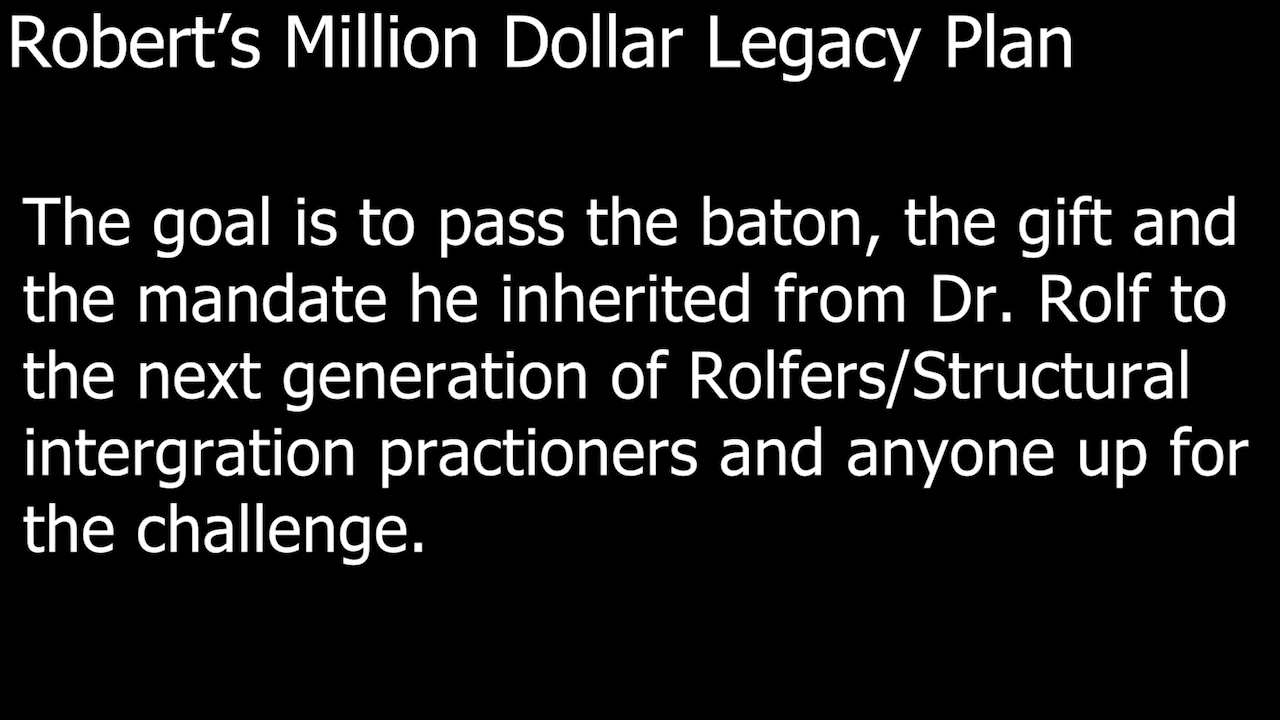 Robert’s Million Dollar Legacy Plan
The goal is to pass the baton, the gift and
the mandate he inherited from Dr. Rolf to
the next generation of Rolfers/Structural
intergration practioners and anyone up for
the challenge.